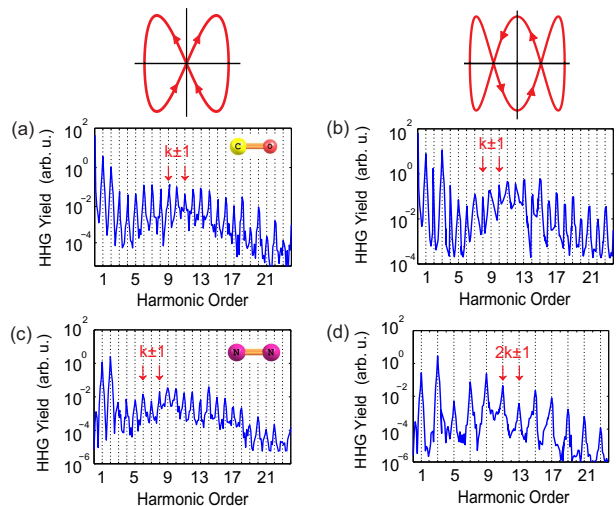 (a)
HHG Yield (arb. u.)
10^2
10^0
10^-2
10^-4
k±1
C
o
1 5 9 13 17 21
Harmonic Order
(b)
HHG Yield (arb. u.)
10^2
10^0
10^-2
10^-4
k±1
1 5 9 13 17 21
Harmonic Order
(c)
HHG Yield (arb. u.)
10^2
10^0
10^-2
10^-4
10^-6
k±1
N
N
1 5 9 13 17 21
Harmonic Order
(d)
HHG Yield (arb. u.)
10^2
10^0
10^-2
10^-4
10^-6
2k±1
1 5 9 13 17 21
Harmonic Order